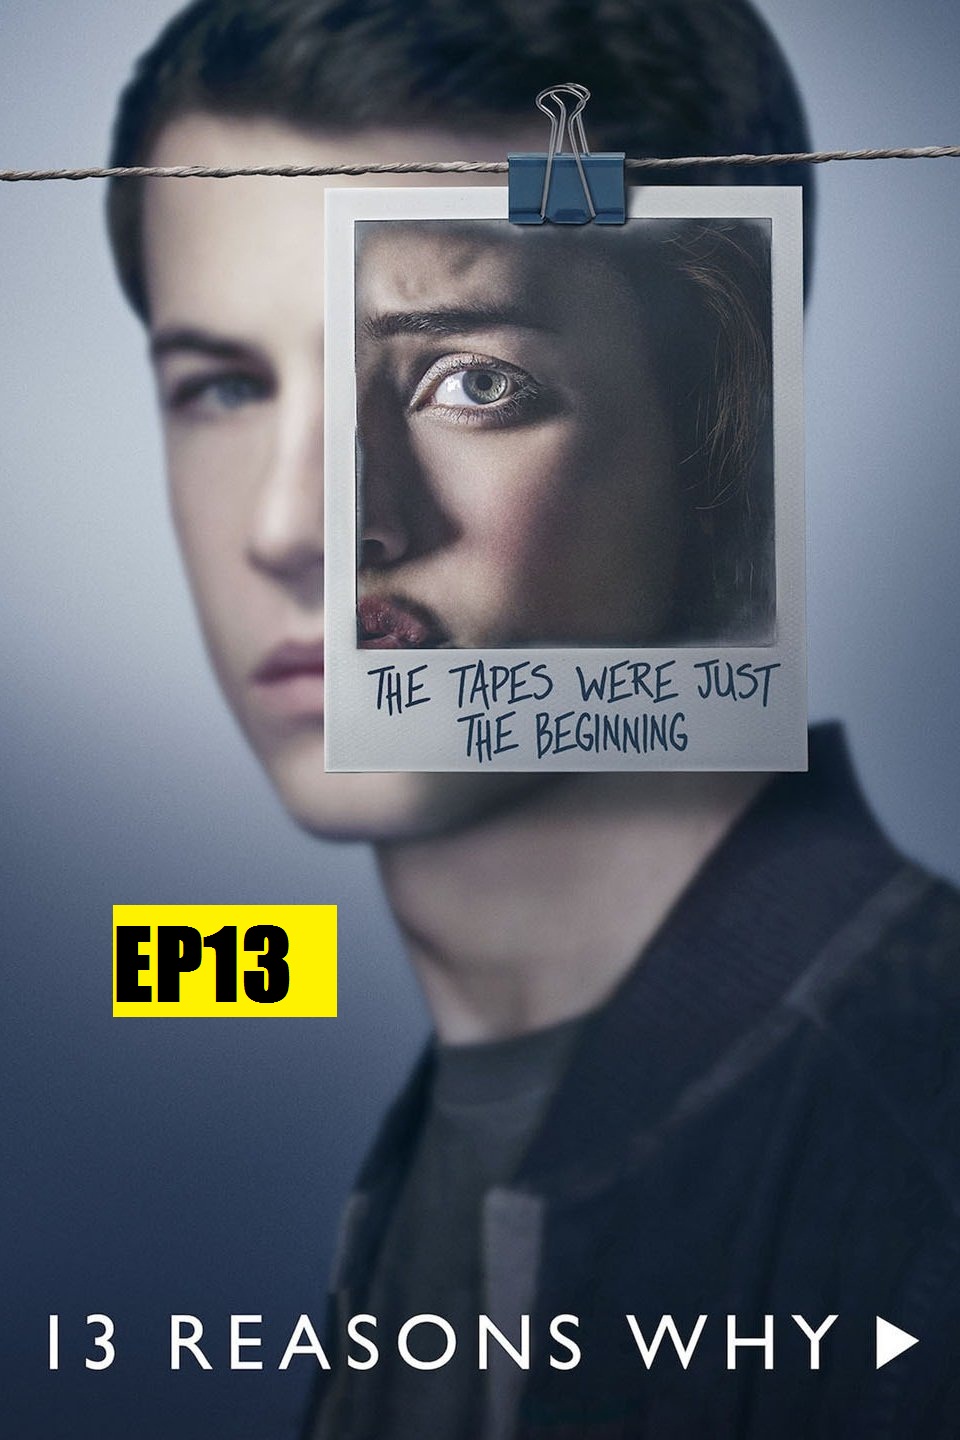 THE TAPES WERE JUST
THE BEGINNING
EP13
13 REASONS WHY